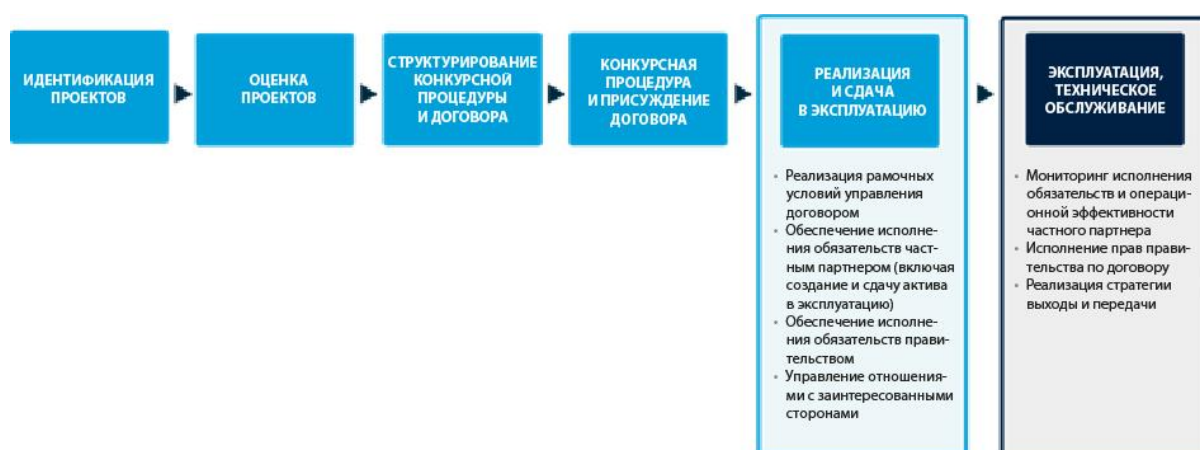 ИДЕНТИФИКАЦИЯ
ПРОЕКТОВ
ОЦЕНКА
ПРОЕКТОВ
СТРУКТУРИРОВАНИЕ
КОНКУРСНОЙ
ПРОЦЕДУРЫ
И ДОГОВОРА
КОНКУРСНАЯ
ПРОЦЕДУРА
И ПРИСУЖДЕНИЕ
ДОГОВОРА
РЕАЛИЗАЦИЯ
И СДАЧА
В ЭКСПЛУАТАЦИЮ
• Реализация рамочных
условий управления
договором
• Обеспечение исполне-
ния обязательств част-
ным партнером (включая
создание и сдачу актива
в эксплуатацию)
• Обеспечение исполне-
ния обязательств прави-
тельством
• Управление отношения-
ми с заинтересованными
сторонами
ЭКСПЛУАТАЦИЯ,
ТЕХНИЧЕСКОЕ
ОБСЛУЖИВАНИЕ
• Мониторинг исполнения
обязательств и операци-
онной эффективности
частного партнера
• Исполнение прав прави-
тельства по договору
• Реализация стратегии
выходы и передачи